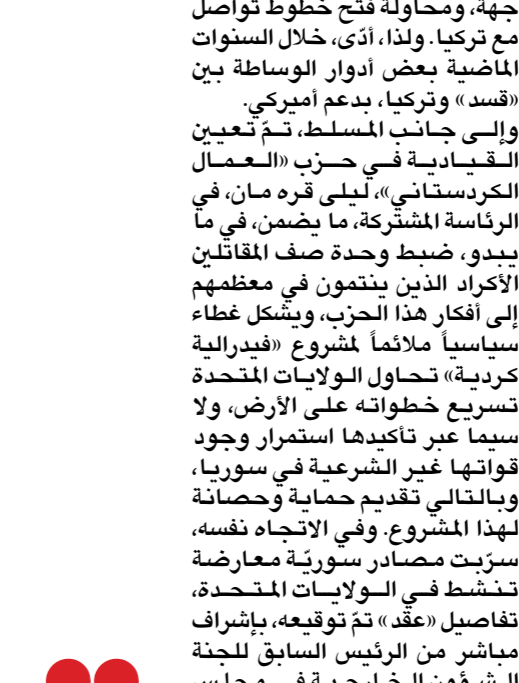 جهة، ومحاولة فتح خطوط تواصل
مع تركيا. ولذا، أدّى، خلال السنوات
الماضية بعض أدوار الوساطة بين
«قسد» وتركيا، بدعم أميركي.
وإلى جانب المسلط، تمّ تعيين
القيادية في حزب «العمال
الكردستاني»، ليلى قره مان، في
الرئاسة المشتركة، ما يضمن، في ما
يبدو، ضبط وحدة صف المقاتلين
الأكراد الذين ينتمون في معظمهم
إلى أفكار هذا الحزب، ويشكل غطاء
سياسياً ملائماً لمشروع «فيدرالية
كردية» تحاول الولايات المتحدة
تسريع خطواته على الأرض، ولا
سيما عبر تأكيدها استمرار وجود
قواتها غير الشرعية في سوريا،
وبالتالي تقديم حماية وحصانة
لهذا المشروع. وفي الاتجاه نفسه،
سرّبت مصادر سوريّة معارضة
تنشط في الولايات المتحدة،
تفاصيل «عقد» تمّ توقيعه، بإشراف
مباشر من الرئيس السابق للجنة
الشؤون الخارجية في مجلس